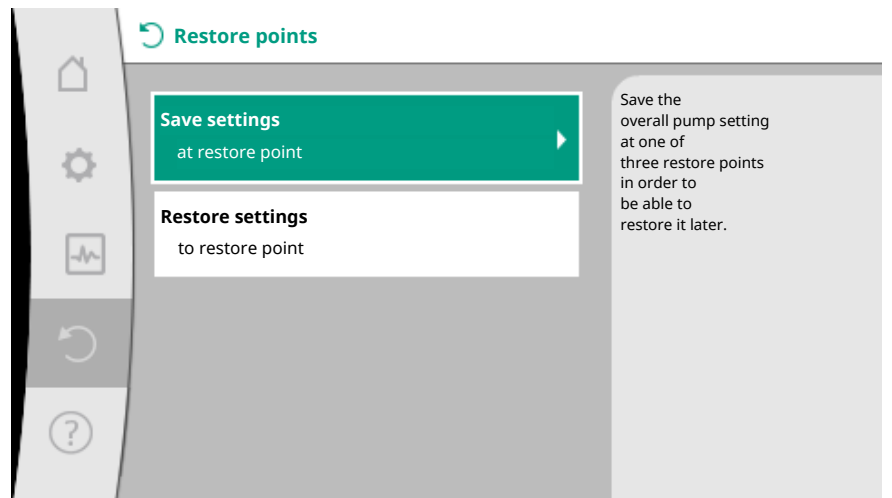 Restore points
Save settings
at restore point
Restore settings
to restore point
Save the
overall pump setting
at one of
three restore points
in order to
be able to
restore it later.
?